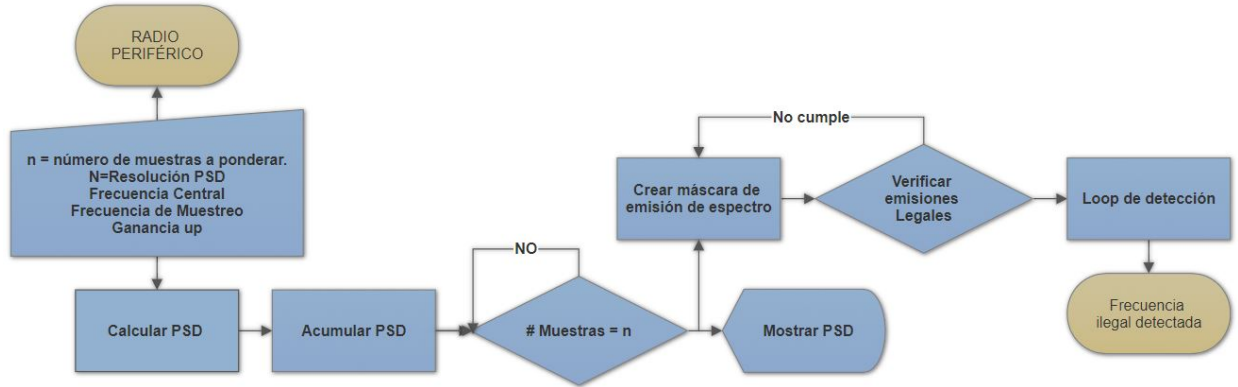 RADIO
PERIFÉRICO
n = número de muestras a ponderar.
N=Resolución PSD
Frecuencia Central
Frecuencia de Muestreo
Ganancia up
Calcular PSD
Acumular PSD
NO
# Muestras = n
Mostrar PSD
Crear máscara de
emisión de espectro
No cumple
Verificar
emisiones
Legales
Loop de detección
Frecuencia
ilegal detectada